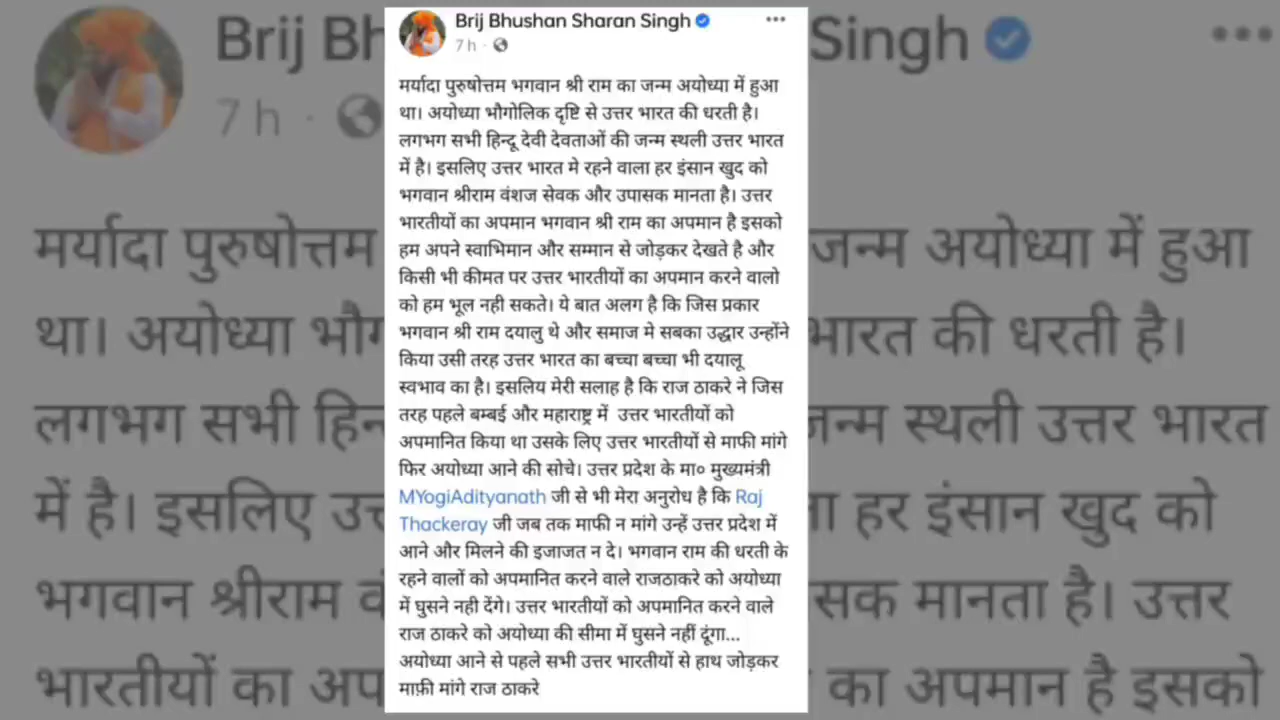 Brij Bhushan Sharan Singh
7 h
मर्यादा पुरुषोत्तम भगवान श्री राम का जन्म अयोध्या में हुआ
था। अयोध्या भौगोलिक दृष्टि से उत्तर भारत की धरती है।
लगभग सभी हिन्दू देवी देवताओं की जन्म स्थली उत्तर भारत
में है। इसलिए उत्तर भारत मे रहने वाला हर इंसान खुद को
भगवान श्रीराम वंशज सेवक और उपासक मानता है। उत्तर
भारतीयों का अपमान भगवान श्री राम का अपमान है इसको
हम अपने स्वाभिमान और सम्मान से जोड़कर देखते है और
किसी भी कीमत पर उत्तर भारतीयों का अपमान करने वालो
को हम भूल नही सकते। ये बात अलग है कि जिस प्रकार
भगवान श्री राम दयालु थे और समाज मे सबका उद्धार उन्होंने
किया उसी तरह उत्तर भारत का बच्चा बच्चा भी दयालू
स्वभाव का है। इसलिय मेरी सलाह है कि राज ठाकरे ने जिस
तरह पहले बम्बई और महाराष्ट्र में उत्तर भारतीयों को
अपमानित किया था उसके लिए उत्तर भारतीयों से माफी मांगे
फिर अयोध्या आने की सोचे। उत्तर प्रदेश के मा० मुख्यमंत्री
MYogiAdityanath जी से भी मेरा अनुरोध है कि Raj
Thackeray जी जब तक माफी न मांगे उन्हें उत्तर प्रदेश में
आने और मिलने की इजाजत न दे। भगवान राम की धरती के
रहने वालों को अपमानित करने वाले राजठाकरे को अयोध्या
में घुसने नही देंगे। उत्तर भारतीयों को अपमानित करने वाले
राज ठाकरे को अयोध्या की सीमा में घुसने नहीं दूंगा...
अयोध्या आने से पहले सभी उत्तर भारतीयों से हाथ जोड़कर
माफ़ी मांगे राज ठाकरे